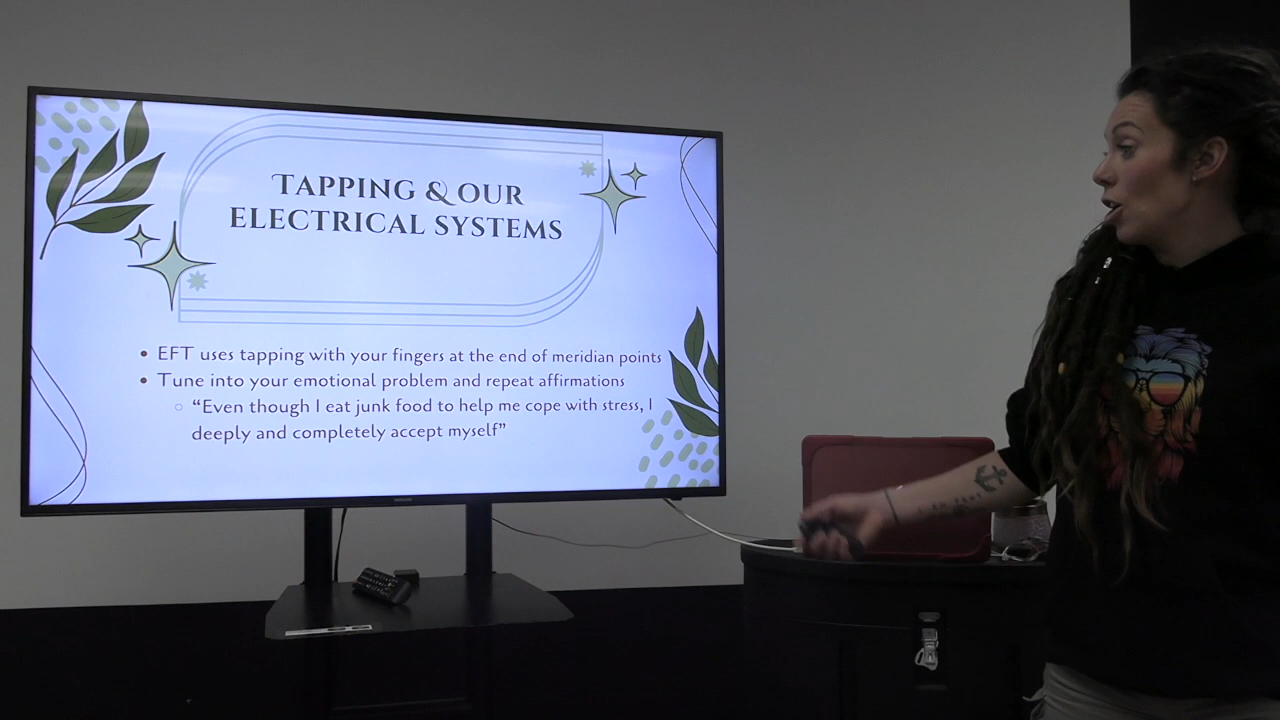 TAPPING & OUR
ELECTRICAL SYSTEMS
• EFT uses tapping with your fingers at the end of meridian points
• Tune into your emotional problem and repeat affirmations
○ “Even though I eat junk food to help me cope with stress, I
deeply and completely accept myself”